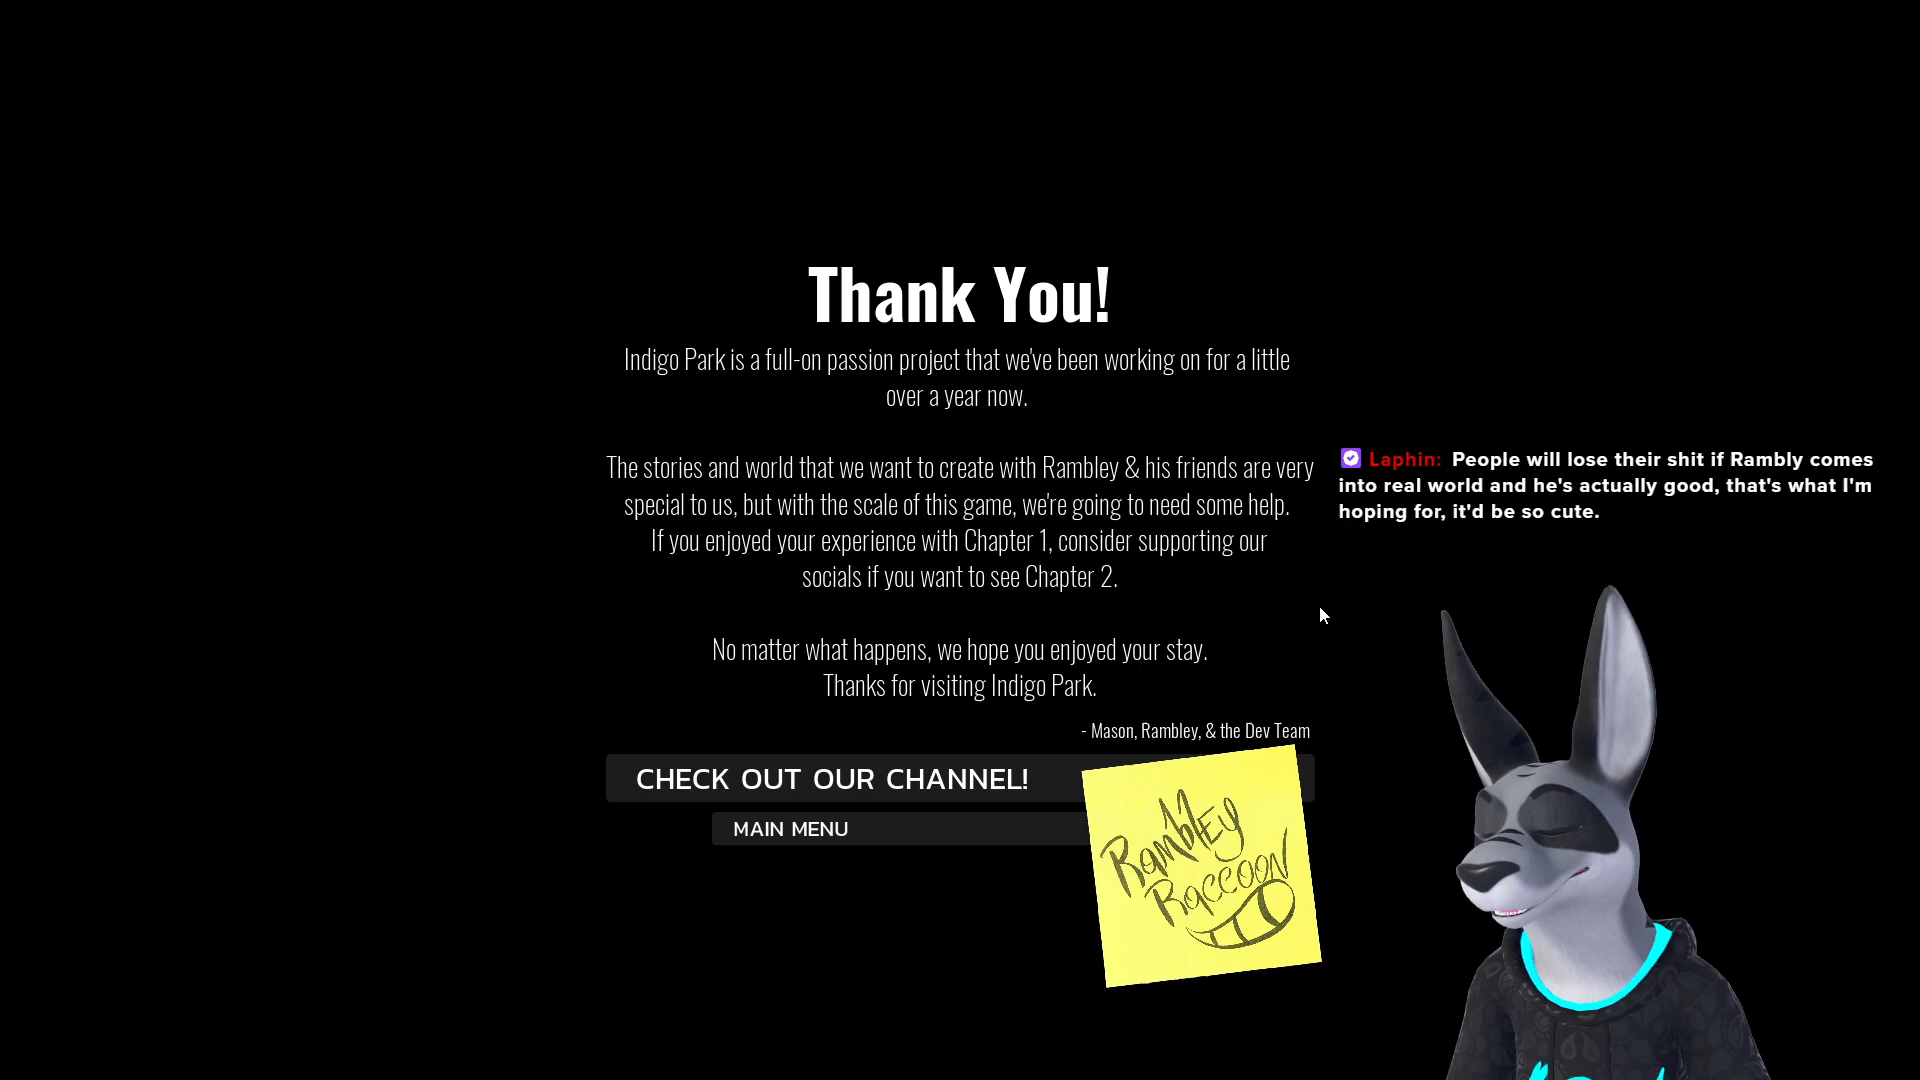 Thank You!
Indigo Park is a full-on passion project that we've been working on for a little
over a year now.
The stories and world that we want to create with Rambley & his friends are very
special to us, but with the scale of this game, we're going to need some help.
If you enjoyed your experience with Chapter 1, consider supporting our
socials if you want to see Chapter 2.
No matter what happens, we hope you enjoyed your stay.
Thanks for visiting Indigo Park.
- Mason, Rambley, & the Dev Team
CHECK OUT OUR CHANNEL!
MAIN MENU
RamblEy
Raccoon
Laphin: People will lose their shit if Rambly comes
into real world and he's actually good, that's what I'm
hoping for, it'd be so cute.